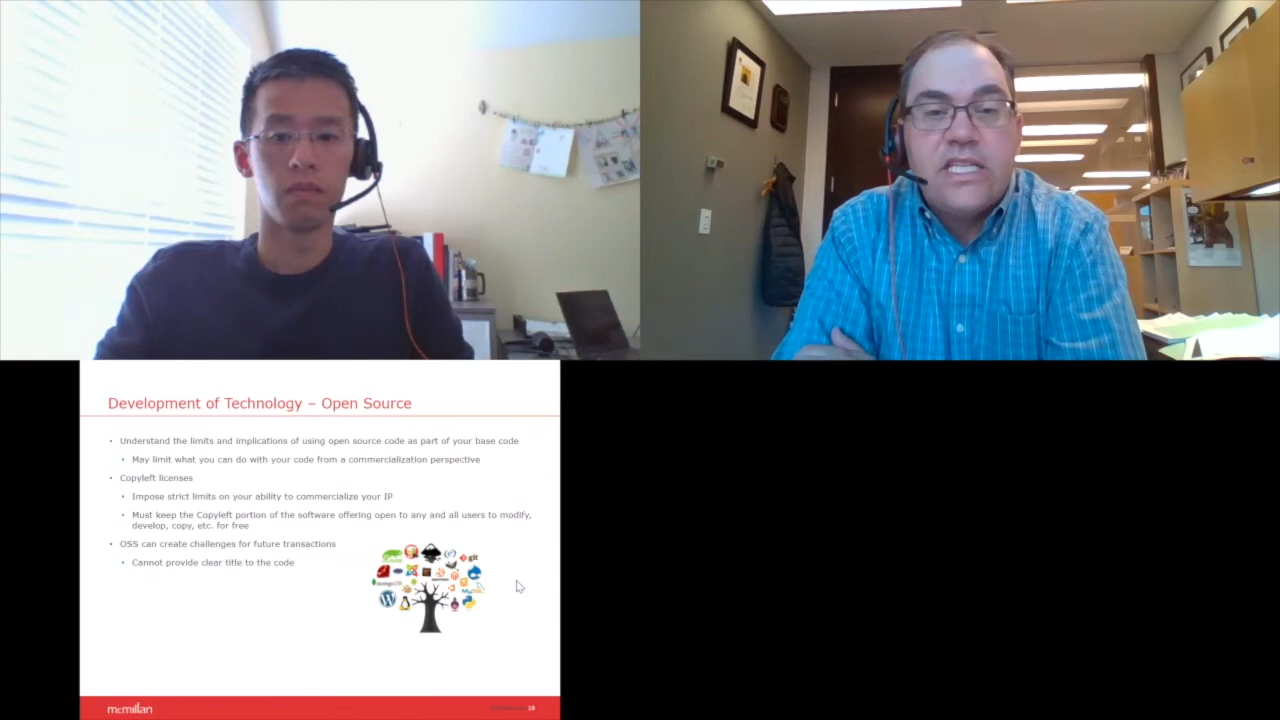 Development of Technology – Open Source
• Understand the limits and implications of using open source code as part of your base code
• May limit what you can do with your code from a commercialization perspective
• Copyleft licenses
• Impose strict limits on your ability to commercialize your IP
• Must keep the Copyleft portion of the software offering open to any and all users to modify,
develop, copy, etc. for free
• OSS can create challenges for future transactions
• Cannot provide clear title to the code
git
mongoDB
MySQL
mcmillan
18